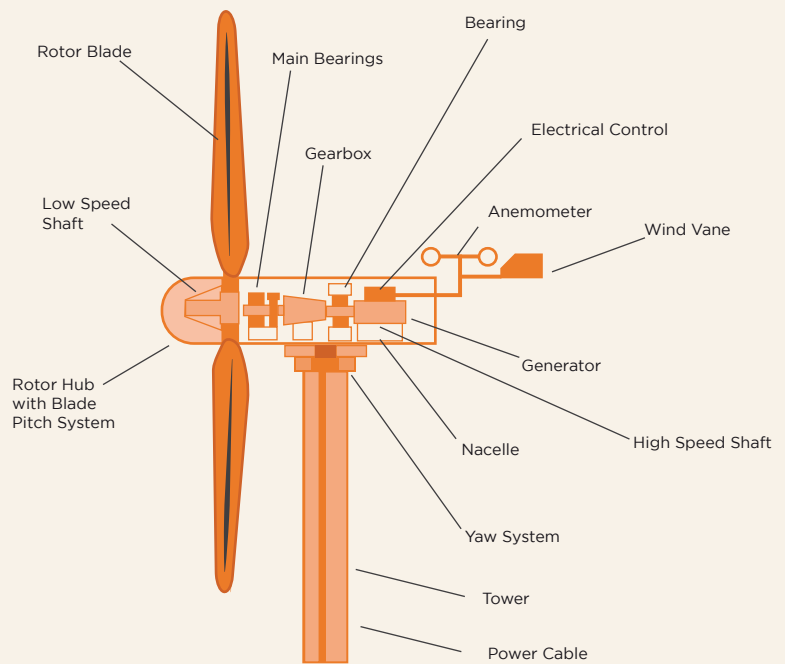 Bearing
Rotor Blade
Main Bearings
Electrical Control
Gearbox
Low Speed
Shaft
Anemometer
Wind Vane
Generator
Rotor Hub
with Blade
Pitch System
High Speed Shaft
Nacelle
Yaw System
Tower
Power Cable